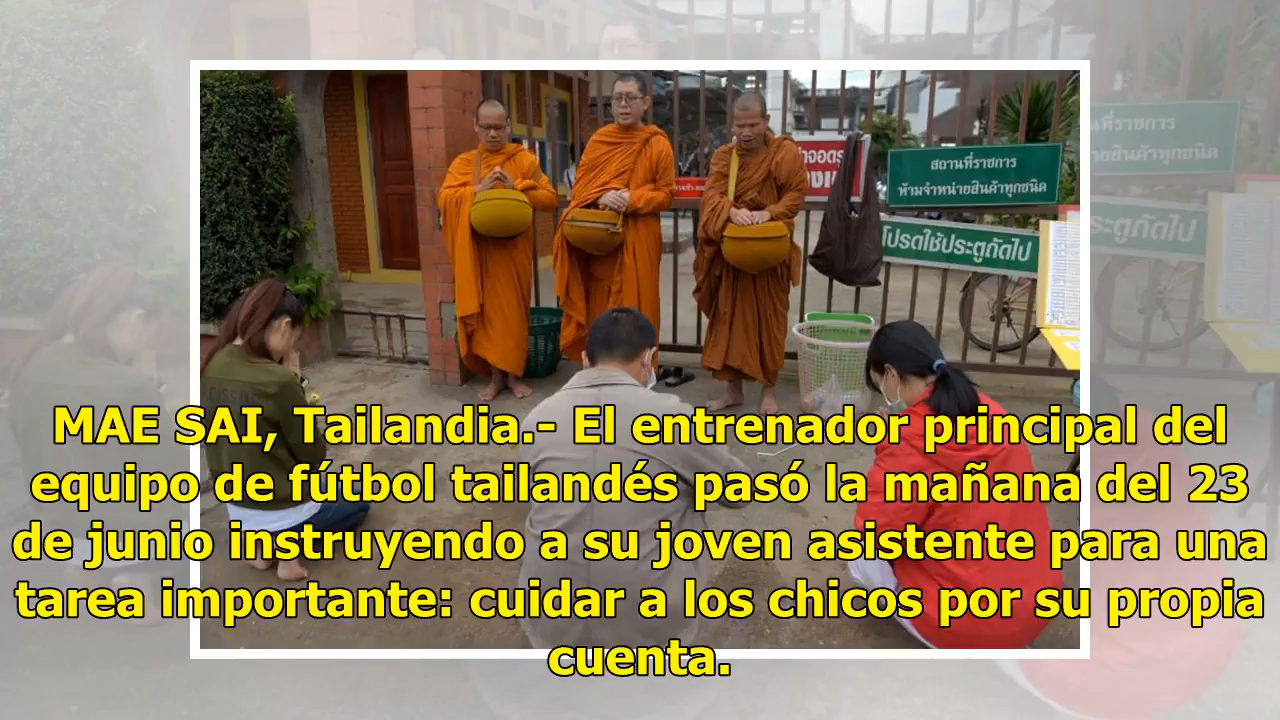 สถานที่ราชการ
ห้ามจำหน่ายสินค้าทุกชนิด
โปรดใช้ประตูถัดไป
MAE SAI, Tailandia.- El entrenador principal del
equipo de fútbol tailandés pasó la mañana del 23
de junio instruyendo a su joven asistente para una
tarea importante: cuidar a los chicos por su propia
cuenta.